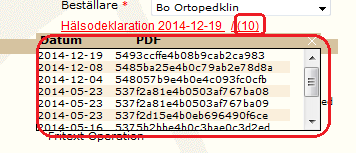 Beställare * Bo Ortopedklin
Hälsodeklaration 2014-12-19 /(10)
Datum PDF
2014-12-19 5493ccffe4b08b9cab2ca983
2014-12-08 5485ba25e4b0c79ab2e78d8a
2014-12-04 548057b9e4b0e4c093fc0cfb
2014-05-23 537f2a81e4b0503af767ba08
2014-05-23 537f2a81e4b0503af767ba09
2014-05-23 537f2d15e4b0eb696490f6ce
2014-05-16 5375b2bbe4b0c3bae0c3d2ed
Fritext Operation